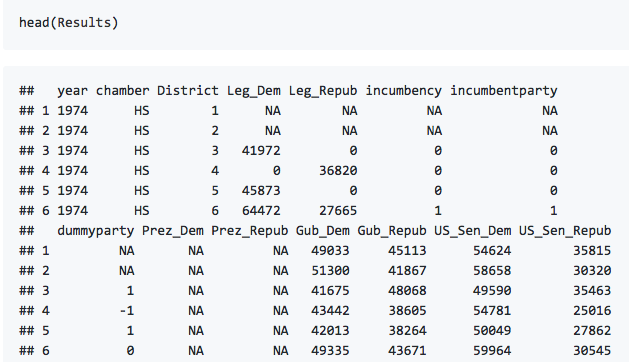 head(Results)
##   year chamber District Leg_Dem Leg_Repub incumbency incumbentparty
## 1 1974      HS        1      NA        NA         NA             NA
## 2 1974      HS        2      NA        NA         NA             NA
## 3 1974      HS        3   41972         0          0              0
## 4 1974      HS        4       0     36820          0              0
## 5 1974      HS        5   45873         0          0              0
## 6 1974      HS        6   64472     27665          1              1
##   dummyparty Prez_Dem Prez_Repub Gub_Dem Gub_Repub US_Sen_Dem US_Sen_Repub
## 1         NA       NA         NA   49033     45113      54624        35815
## 2         NA       NA         NA   51300     41867      58658        30320
## 3          1       NA         NA   41675     48068      49590        35463
## 4         -1       NA         NA   43442     38605      54781        25016
## 5          1       NA         NA   42013     38264      50049        27862
## 6          0       NA         NA   49335     43671      59964        30545